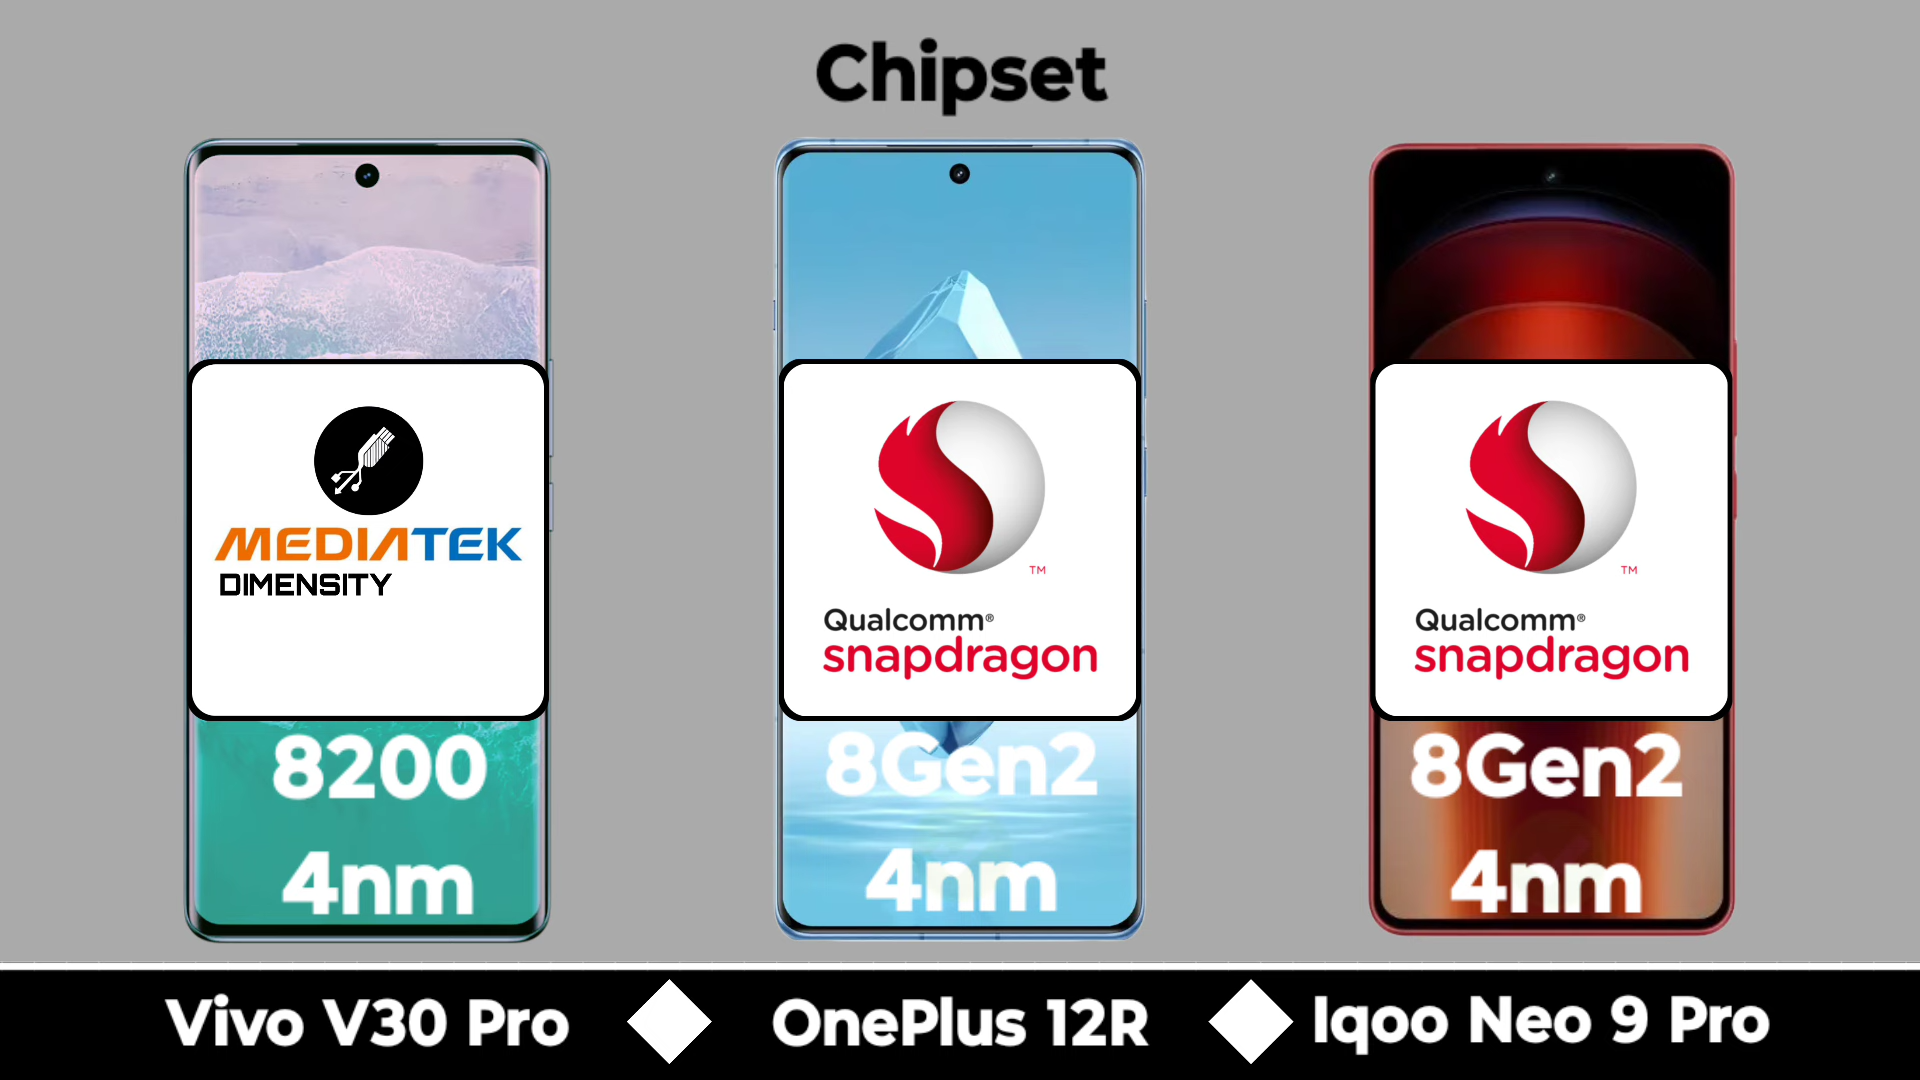 Chipset
MEDIATEK
DIMENSITY
8200
4nm
TM
Qualcomm®
snapdragon
8Gen2
4nm
TM
Qualcomm®
snapdragon
8Gen2
4nm
Vivo V30 Pro
OnePlus 12R
Iqoo Neo 9 Pro